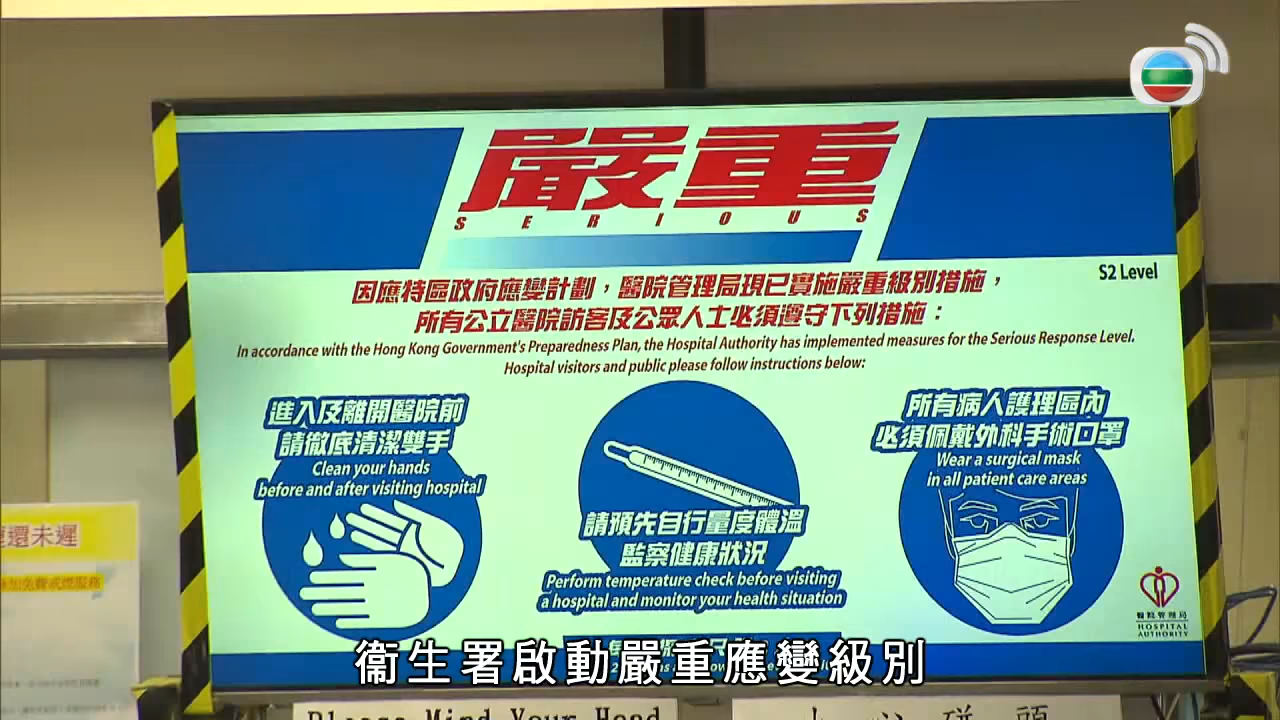 嚴重
SERIOUS
S2 Level
因應特區政府應變計劃，醫院管理局現已實施嚴重級別措施，
所有公立醫院訪客及公眾人士必須遵守下列措施：
In accordance with the Hong Kong Government's Preparedness Plan, the Hospital Authority has implemented measures for the Serious Response Level.
Hospital visitors and public please follow instructions below:
進入及離開醫院前
請徹底清潔雙手
Clean your hands
before and after visiting hospital
請預先自行量度體溫
監察健康狀況
Perform temperature check before visiting
a hospital and monitor your health situation
所有病人護理區內
必須佩戴外科手術口罩
Wear a surgical mask
in all patient care areas
醫院管理局
HOSPITAL
AUTHORITY
還未遲
衞生署啟動嚴重應變級別
Please Mind Your Head
小心碰頭